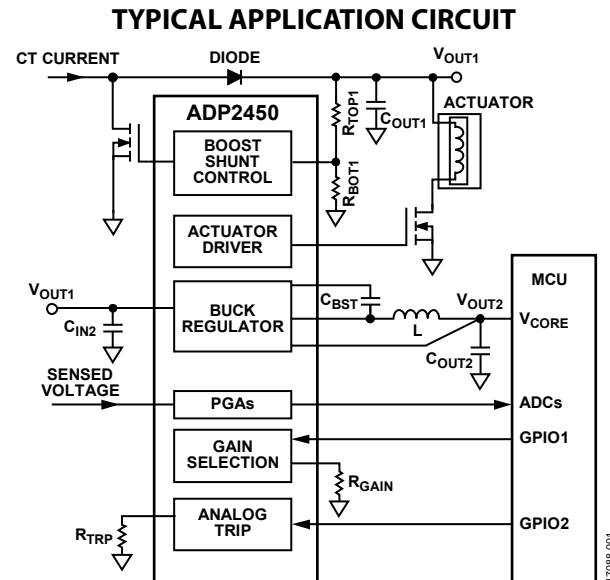 TYPICAL APPLICATION CIRCUIT
CT CURRENT
DIODE
VOUT1
ACTUATOR
ADP2450
RTOP1
COUT1
BOOST
SHUNT
CONTROL
RBOT1
ACTUATOR
DRIVER
MCU
VOUT1
CIN2
BUCK
REGULATOR
CBST
L
VOUT2
VCORE
COUT2
SENSED
VOLTAGE
PGAs
ADCs
GAIN
SELECTION
GPIO1
RGAIN
RTRP
ANALOG
TRIP
GPIO2